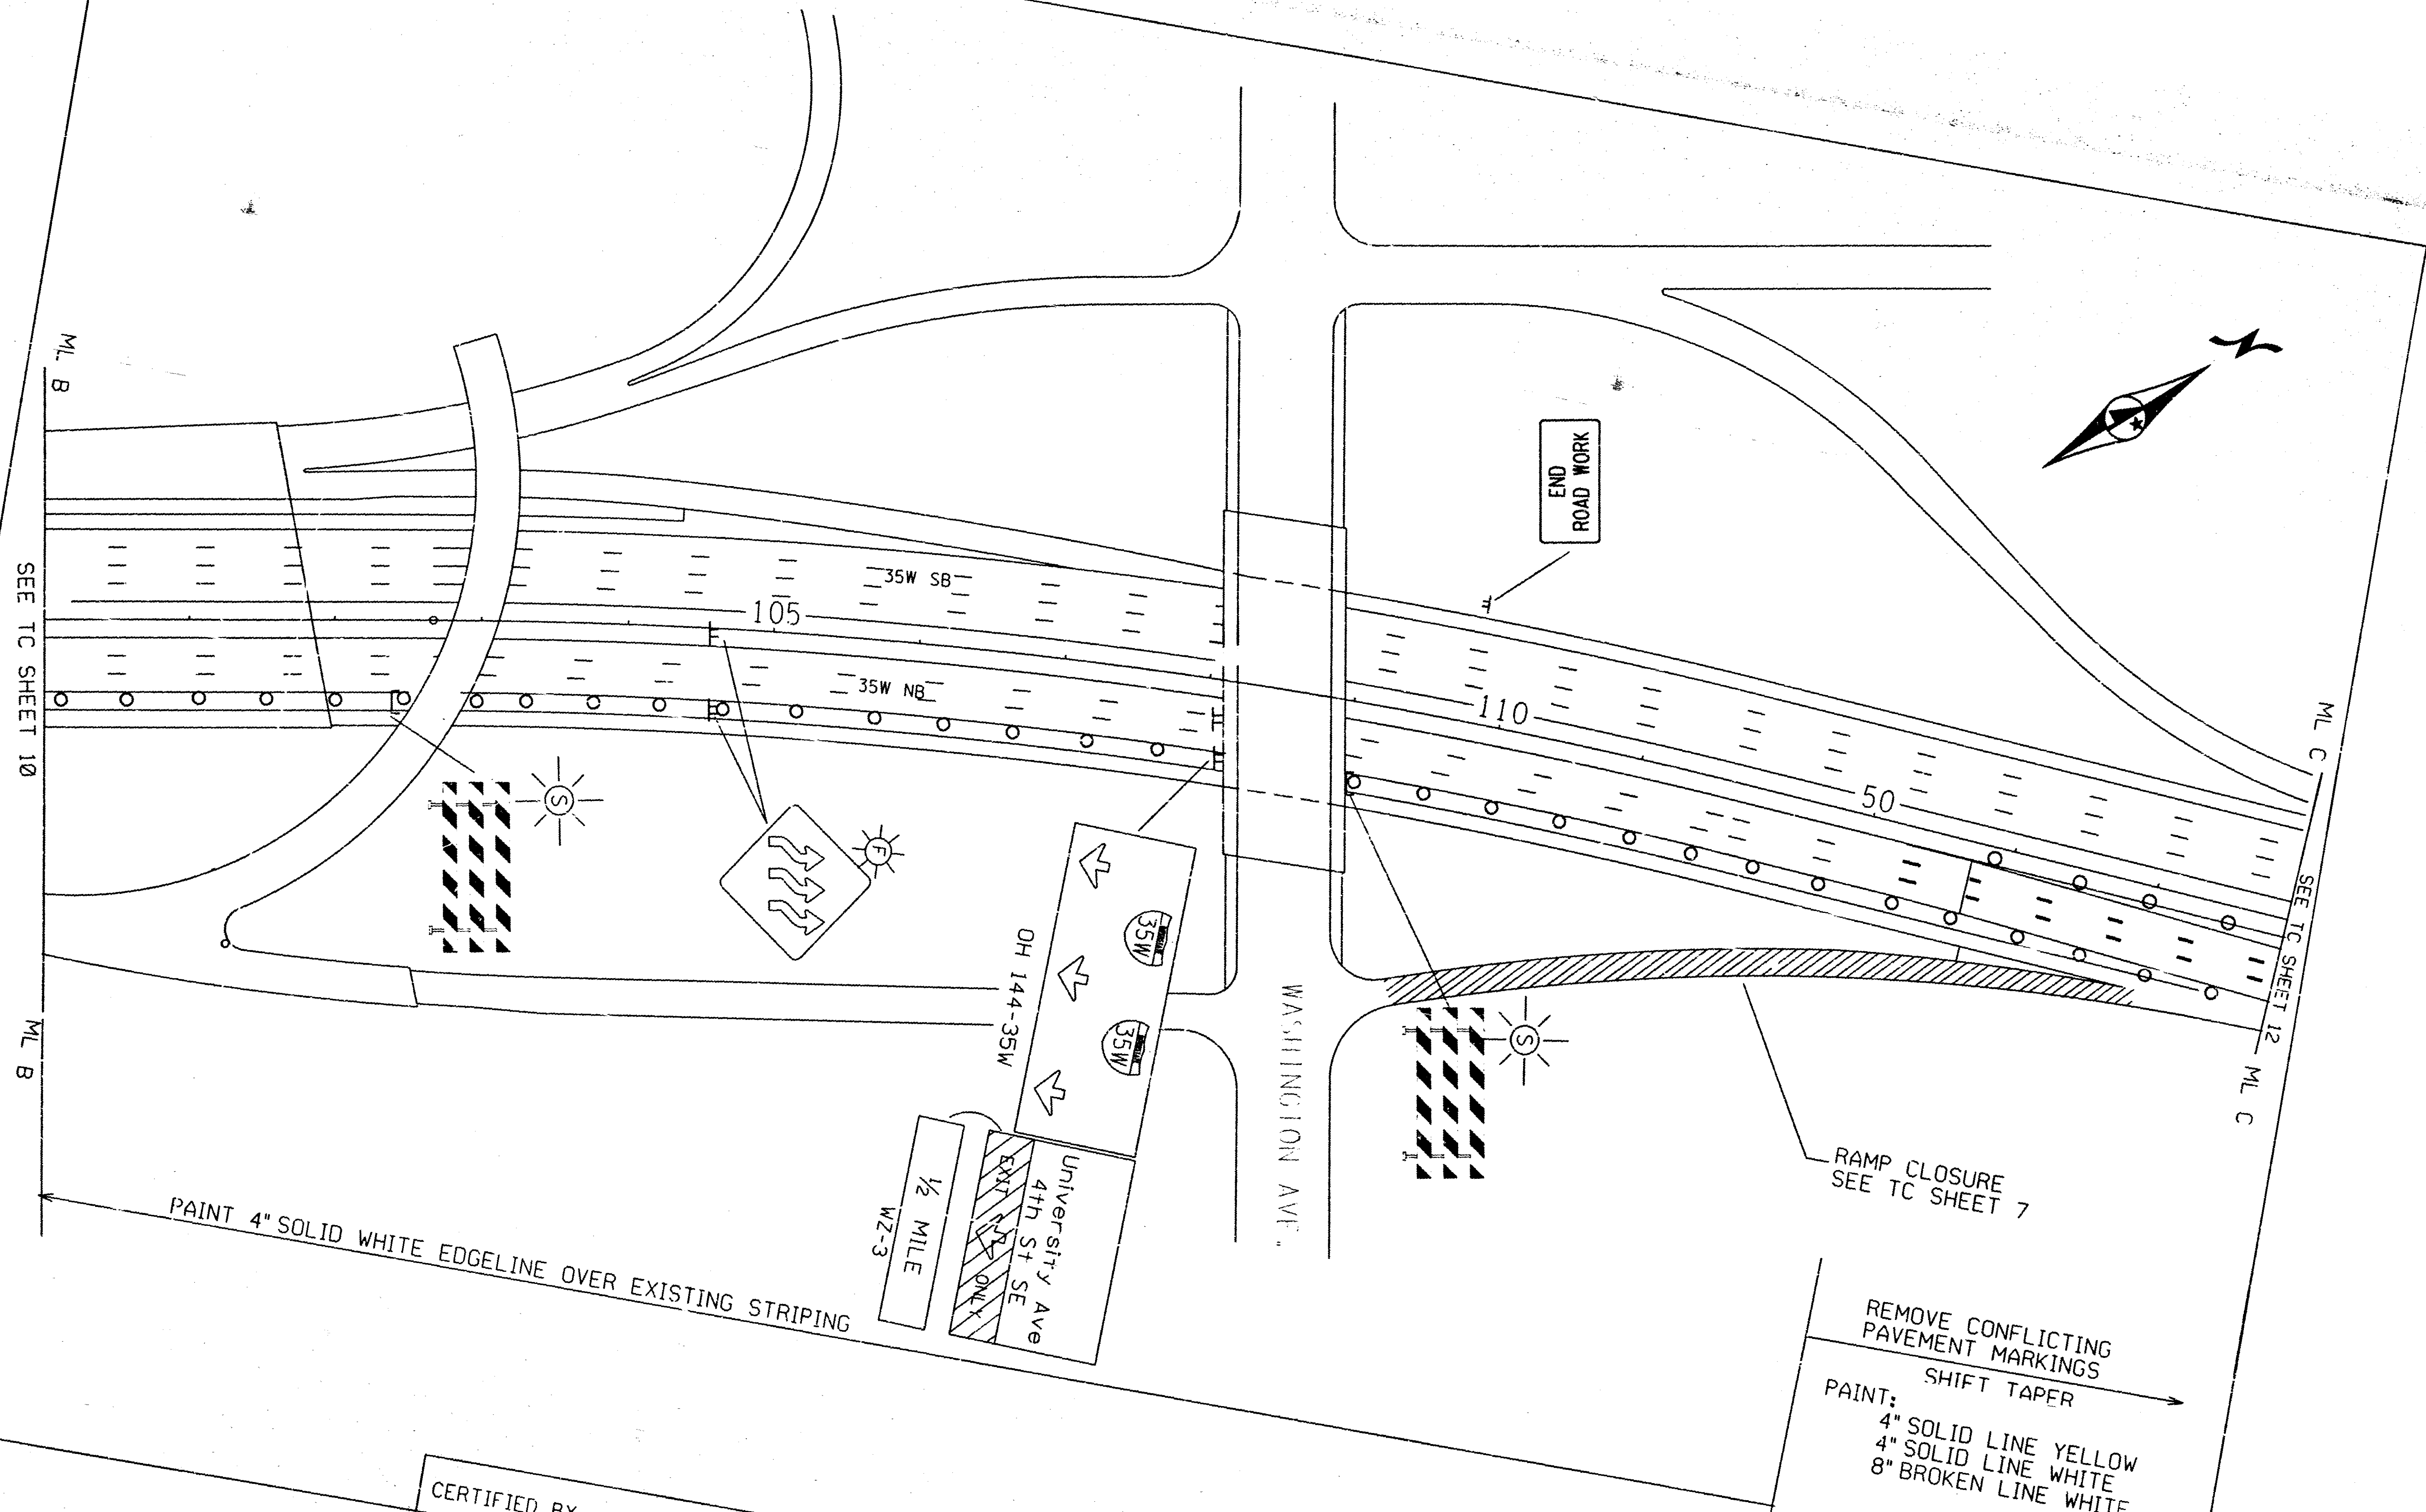 ML B
SEE TC SHEET 10
ML B
35W SB
105
35W NB
END
ROAD WORK
110
50
ML C
SEE TC SHEET 12
ML C
S
F
35W
35W
OH 144-35W
University Ave
4th St SE
EXIT ONLY
1/2 MILE
WZ-3
WASHINGTON AVE.
S
RAMP CLOSURE
SEE TC SHEET 7
PAINT 4" SOLID WHITE EDGELINE OVER EXISTING STRIPING
REMOVE CONFLICTING
PAVEMENT MARKINGS
SHIFT TAPER
PAINT:
4" SOLID LINE YELLOW
4" SOLID LINE WHITE
8" BROKEN LINE WHITE
CERTIFIED BY